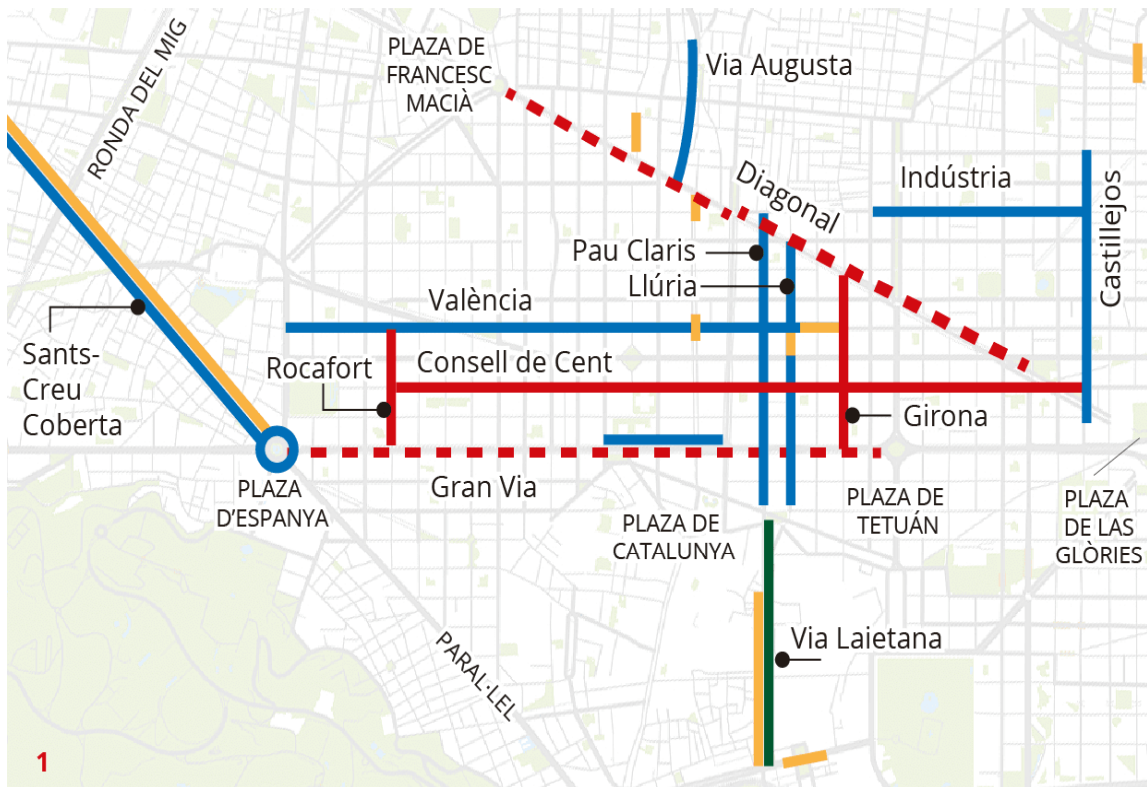 RONDA DEL MIG
PLAZA DE
FRANCESC
MACIÀ
Via Augusta
Diagonal
Indústria
Castillejos
Pau Claris
Llúria
València
Sants-
Creu
Coberta
Rocafort
Consell de Cent
Girona
PLAZA
D'ESPANYA
Gran Via
PLAZA DE
CATALUNYA
PLAZA DE
TETUÁN
PLAZA
DE LAS
GLÒRIES
PARAL·LEL
Via Laietana
1